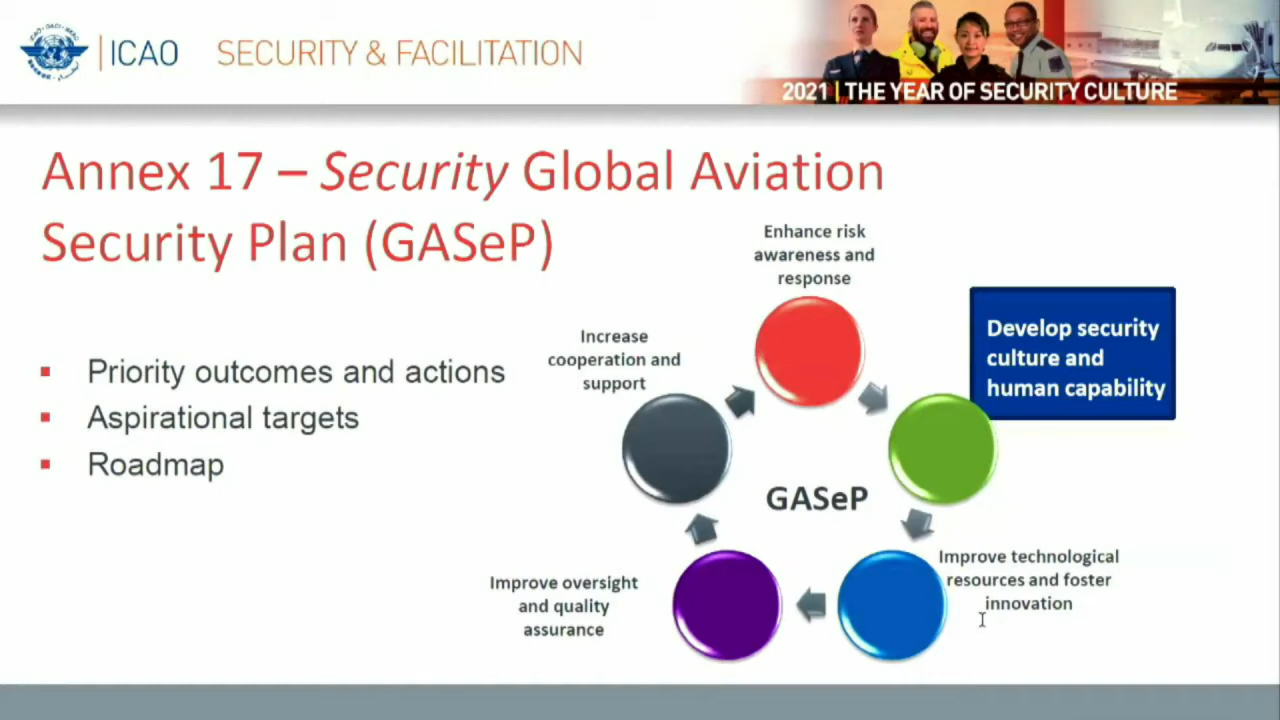 ICAO
SECURITY & FACILITATION
2021 | THE YEAR OF SECURITY CULTURE
Annex 17 – Security Global Aviation
Security Plan (GASeP)
Priority outcomes and actions
Aspirational targets
Roadmap
Enhance risk
awareness and
response
Develop security
culture and
human capability
Improve technological
resources and foster
innovation
Improve oversight
and quality
assurance
Increase
cooperation and
support
GASeP